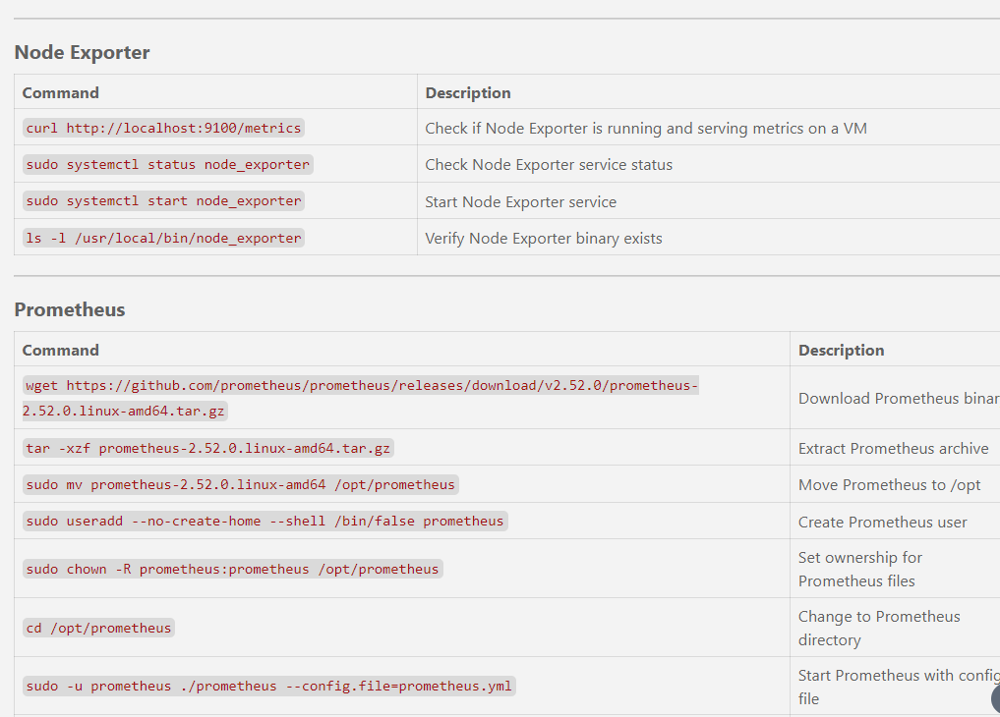 Node Exporter
Command Description
curl http://localhost:9100/metrics Check if Node Exporter is running and serving metrics on a VM
sudo systemctl status node_exporter Check Node Exporter service status
sudo systemctl start node_exporter Start Node Exporter service
ls -l /usr/local/bin/node_exporter Verify Node Exporter binary exists
Prometheus
Command Description
wget https://github.com/prometheus/prometheus/releases/download/v2.52.0/prometheus-
2.52.0.linux-amd64.tar.gz
Download Prometheus binar
tar -xzf prometheus-2.52.0.linux-amd64.tar.gz Extract Prometheus archive
sudo mv prometheus-2.52.0.linux-amd64 /opt/prometheus Move Prometheus to /opt
sudo useradd --no-create-home --shell /bin/false prometheus Create Prometheus user
sudo chown -R prometheus:prometheus /opt/prometheus Set ownership for
Prometheus files
cd /opt/prometheus Change to Prometheus
directory
sudo -u prometheus ./prometheus --config.file=prometheus.yml Start Prometheus with config
file